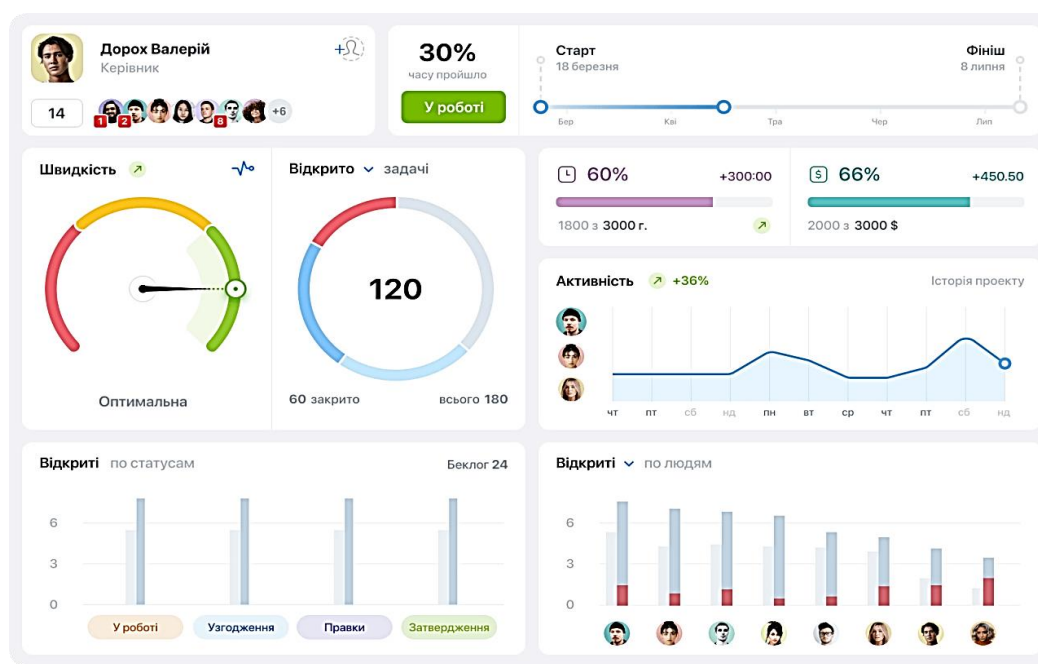 Дорох Валерій
Керівник
14
1
2
8
+6
30%
часу пройшло
У роботі
Старт
18 березня
Фініш
8 липня
Бер Кві Тра Чер Лип
Швидкість
Оптимальна
Відкрито задачі
120
60 закрито всього 180
60% +300:00
1800 з 3000 г.
66% +450.50
2000 з 3000 $
Активність +36% Історія проекту
чт пт сб нд пн вт ср чт пт сб нд
Відкриті по статусам Беклог 24
6
3
0
У роботі Узгодження Правки Затвердження
Відкриті по людям
6
3
0